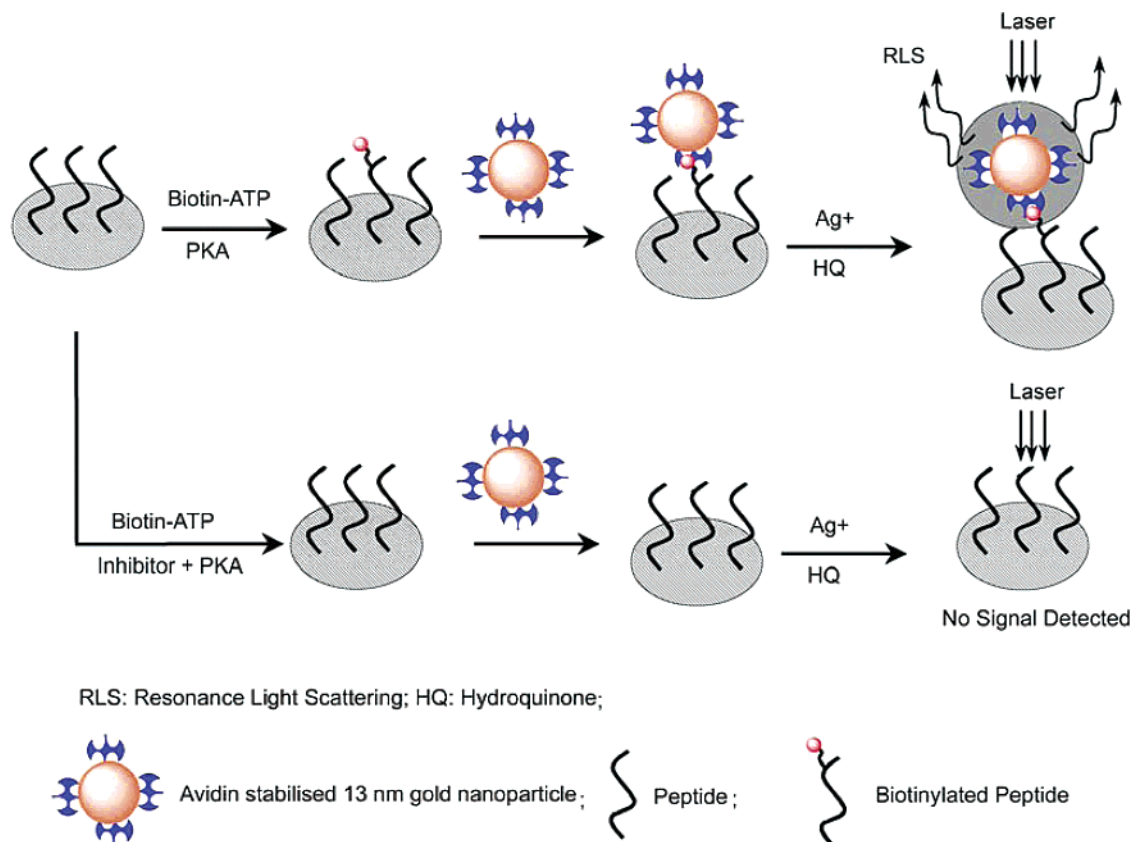 Laser
RLS
Biotin-ATP
PKA
Ag+
HQ
Laser
Biotin-ATP
Inhibitor + PKA
Ag+
HQ
No Signal Detected
RLS: Resonance Light Scattering; HQ: Hydroquinone;
Avidin stabilised 13 nm gold nanoparticle; Peptide; Biotinylated Peptide